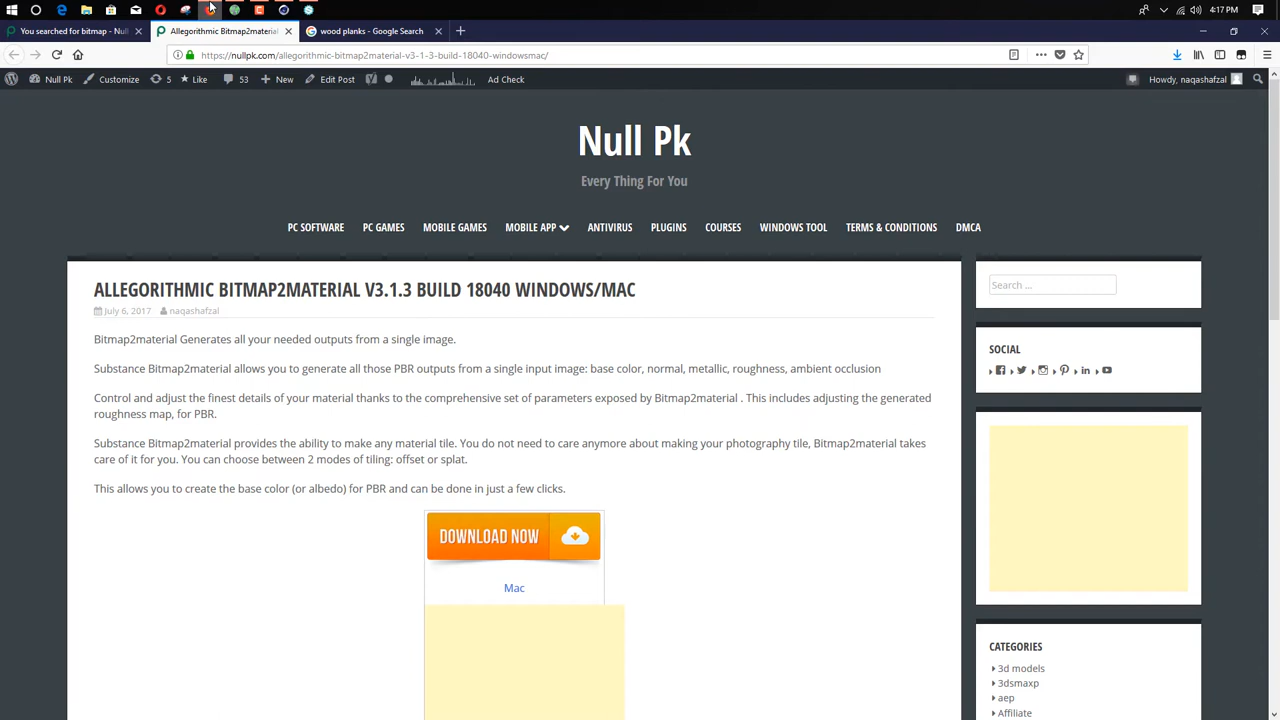 4:17 PM
You searched for bitmap - Null
Allegorithmic Bitmap2material
wood planks - Google Search
https://nullpk.com/allegorithmic-bitmap2material-v3-1-3-build-18040-windowsmac/
Null Pk
Customize
5
Like
53
New
Edit Post
Ad Check
Howdy, naqashafzal
Null Pk
Every Thing For You
PC SOFTWARE
PC GAMES
MOBILE GAMES
MOBILE APP
ANTIVIRUS
PLUGINS
COURSES
WINDOWS TOOL
TERMS & CONDITIONS
DMCA
ALLEGORITHMIC BITMAP2MATERIAL V3.1.3 BUILD 18040 WINDOWS/MAC
July 6, 2017 naqashafzal
Bitmap2material Generates all your needed outputs from a single image.
Substance Bitmap2material allows you to generate all those PBR outputs from a single input image: base color, normal, metallic, roughness, ambient occlusion
Control and adjust the finest details of your material thanks to the comprehensive set of parameters exposed by Bitmap2material . This includes adjusting the generated
roughness map, for PBR.
Substance Bitmap2material provides the ability to make any material tile. You do not need to care anymore about making your photography tile, Bitmap2material takes
care of it for you. You can choose between 2 modes of tiling: offset or splat.
This allows you to create the base color (or albedo) for PBR and can be done in just a few clicks.
DOWNLOAD NOW
Mac
Search ...
SOCIAL
CATEGORIES
3d models
3dsmaxp
aep
Affiliate